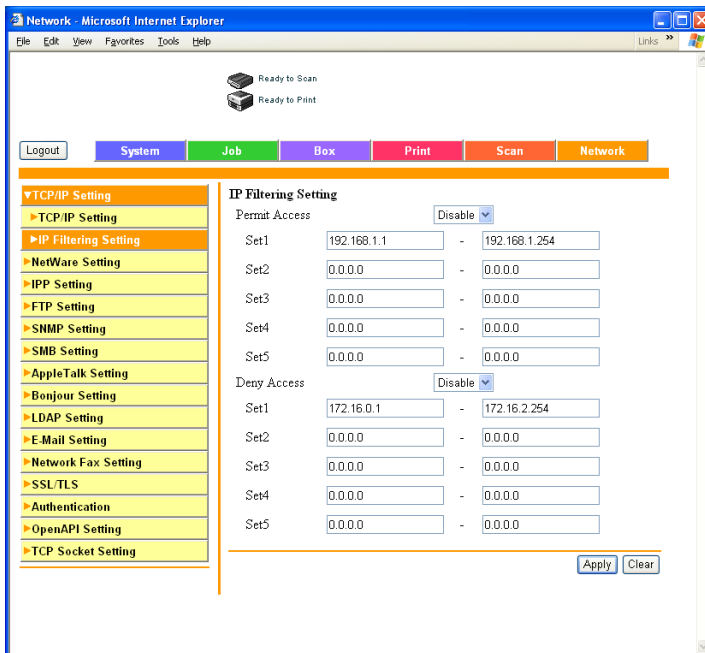 Network - Microsoft Internet Explorer
File Edit View Favorites Tools Help Links »
Ready to Scan
Ready to Print
Logout System Job Box Print Scan Network
TCP/IP Setting
TCP/IP Setting
IP Filtering Setting
NetWare Setting
IPP Setting
FTP Setting
SNMP Setting
SMB Setting
AppleTalk Setting
Bonjour Setting
LDAP Setting
E-Mail Setting
Network Fax Setting
SSL/TLS
Authentication
OpenAPI Setting
TCP Socket Setting
IP Filtering Setting
Permit Access Disable
Set1 192.168.1.1 - 192.168.1.254
Set2 0.0.0.0 - 0.0.0.0
Set3 0.0.0.0 - 0.0.0.0
Set4 0.0.0.0 - 0.0.0.0
Set5 0.0.0.0 - 0.0.0.0
Deny Access Disable
Set1 172.16.0.1 - 172.16.2.254
Set2 0.0.0.0 - 0.0.0.0
Set3 0.0.0.0 - 0.0.0.0
Set4 0.0.0.0 - 0.0.0.0
Set5 0.0.0.0 - 0.0.0.0
Apply Clear